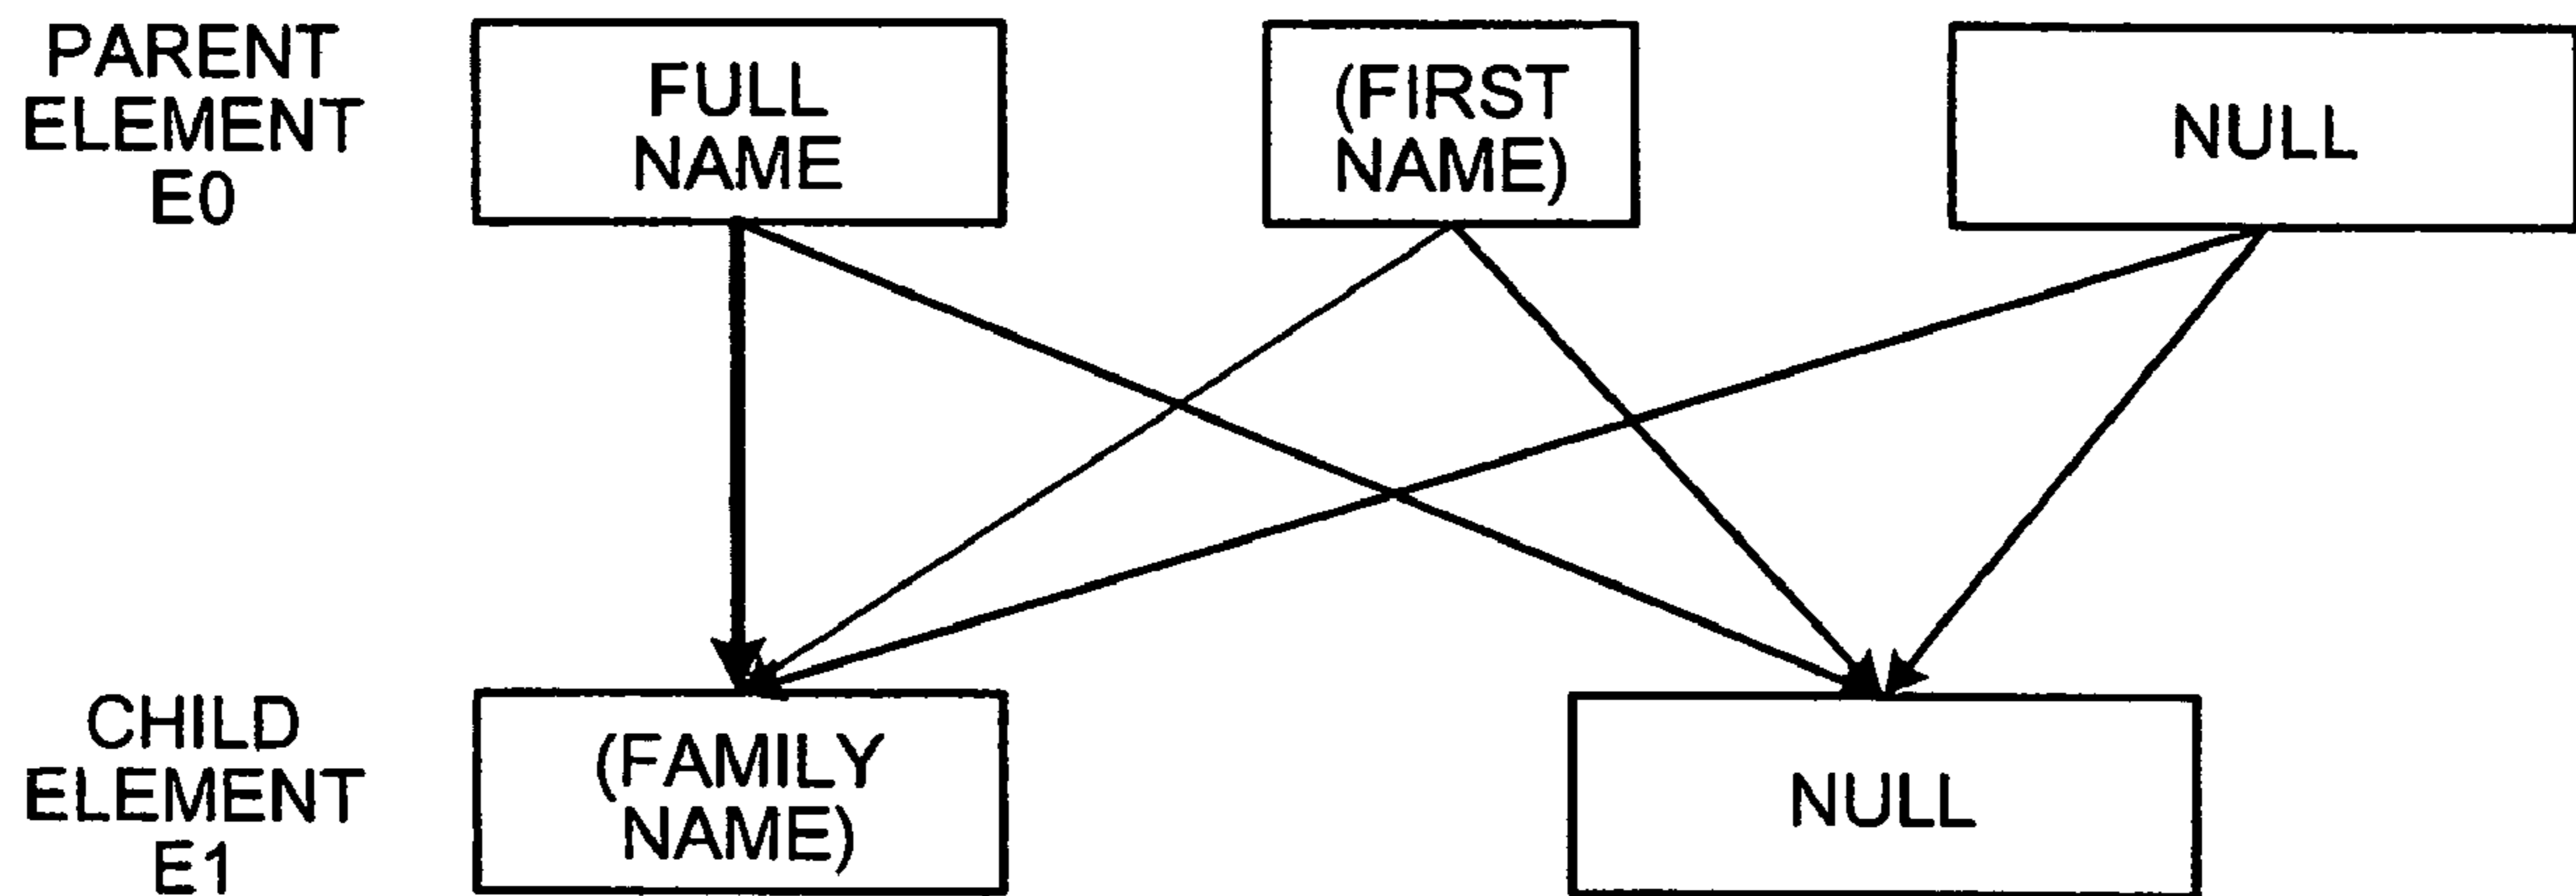 PARENT
ELEMENT
E0
FULL
NAME
(FIRST
NAME)
NULL
CHILD
ELEMENT
E1
(FAMILY
NAME)
NULL